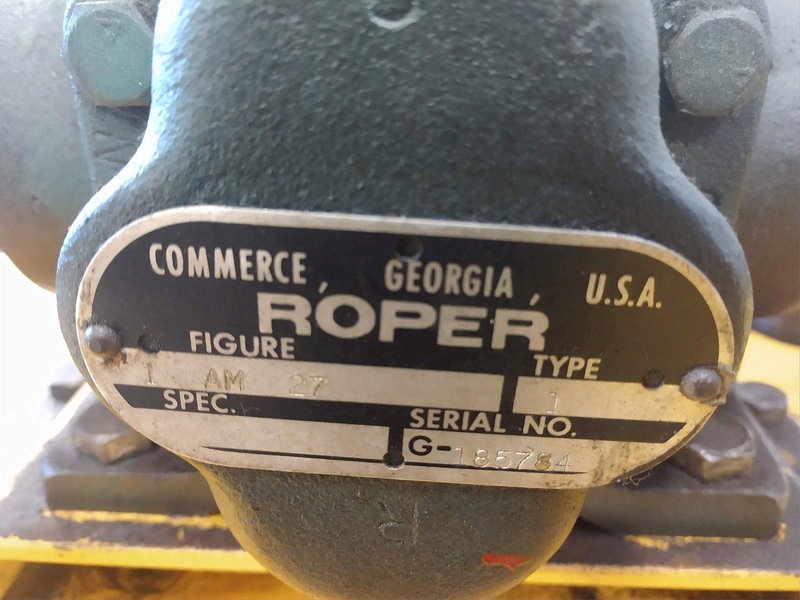 COMMERCE, GEORGIA, U.S.A.
ROPER
FIGURE TYPE
1 AM 27 1
SPEC. SERIAL NO.
G-185784
R